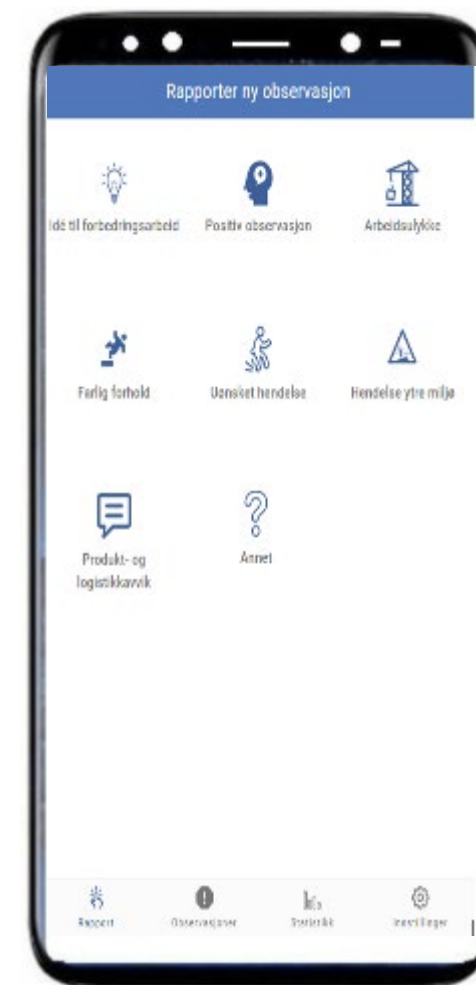 Rapporter ny observasjon
Idé til forbedringsarbeid
Positiv observasjon
Arbeidsulykke
Farlig forhold
Uønsket hendelse
Hendelse ytre miljø
Produkt- og
logistikkavvik
Annet
Rapport
Observasjoner
Statistikk
Innstillinger